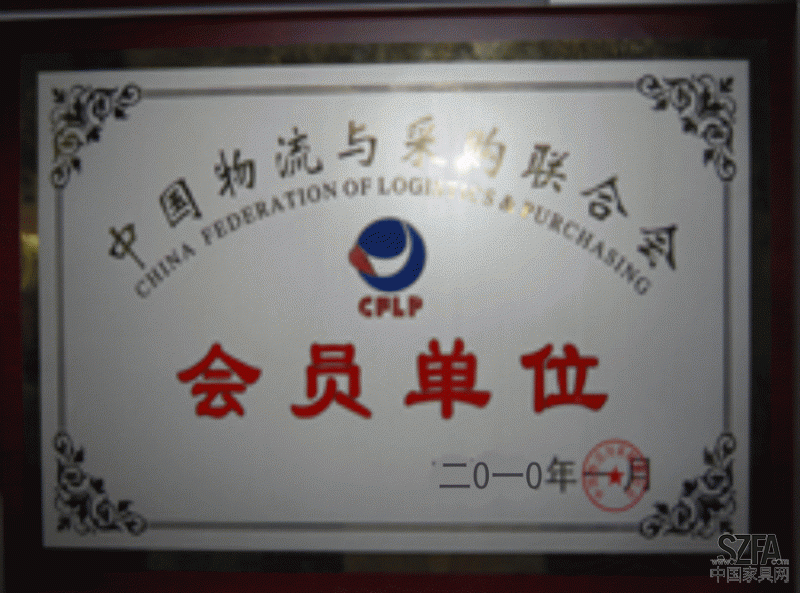 中国物流与采购联合会
CHINA FEDERATION OF LOGISTICS & PURCHASING
CFLP
会员单位
二0一0年一月
SZFA
中国家具网